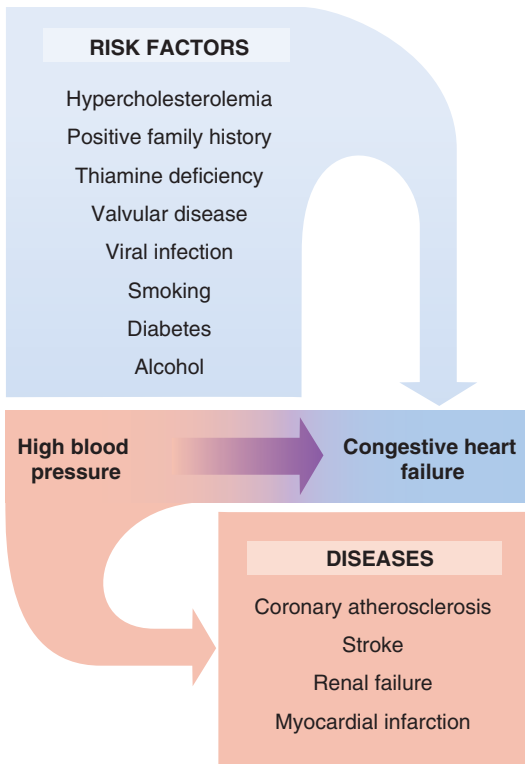 RISK FACTORS
Hypercholesterolemia
Positive family history
Thiamine deficiency
Valvular disease
Viral infection
Smoking
Diabetes
Alcohol
High blood
pressure
Congestive heart
failure
DISEASES
Coronary atherosclerosis
Stroke
Renal failure
Myocardial infarction